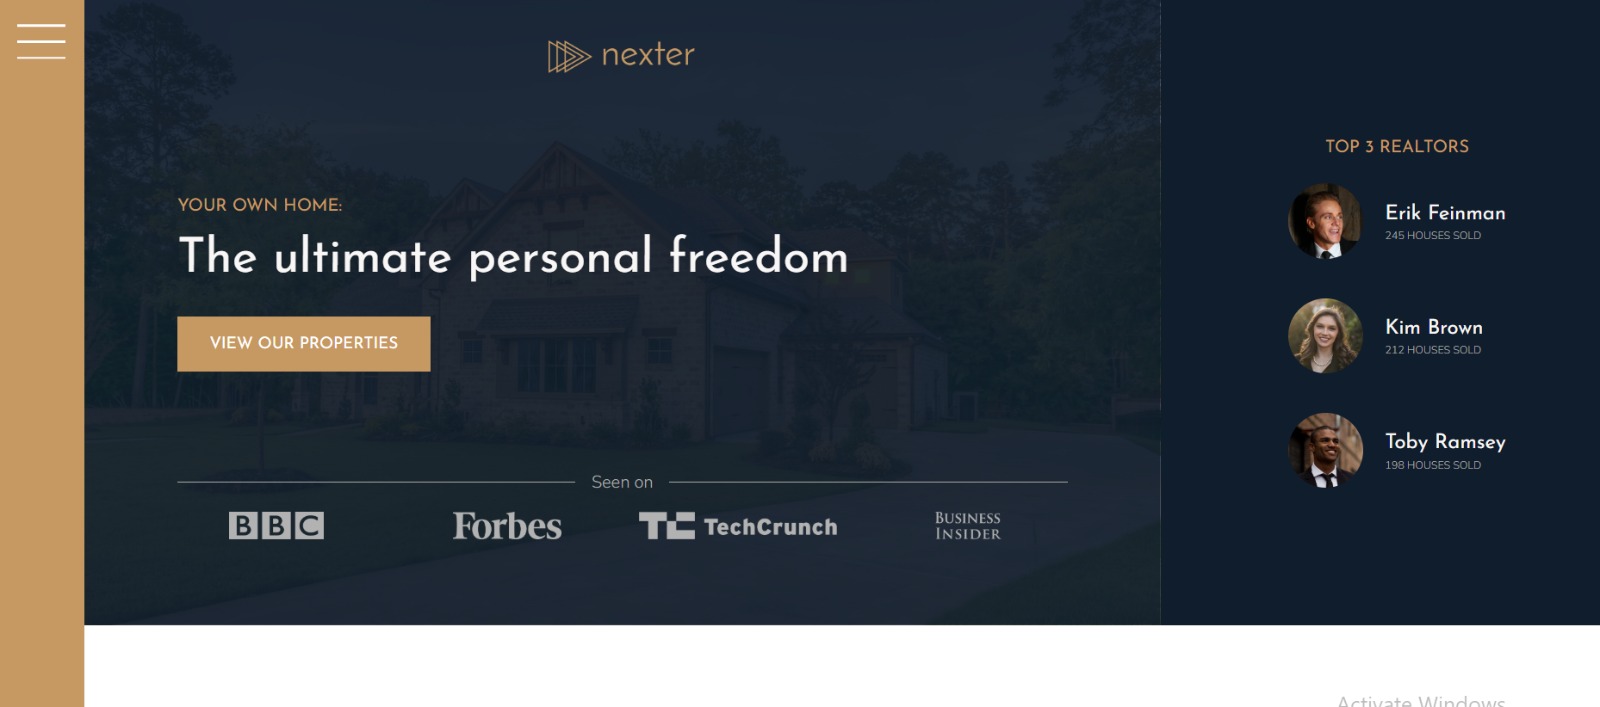 nexter
YOUR OWN HOME:
The ultimate personal freedom
VIEW OUR PROPERTIES
Seen on
BBC
Forbes
TC TechCrunch
BUSINESS
INSIDER
TOP 3 REALTORS
Erik Feinman
245 HOUSES SOLD
Kim Brown
212 HOUSES SOLD
Toby Ramsey
198 HOUSES SOLD
Activate Windows